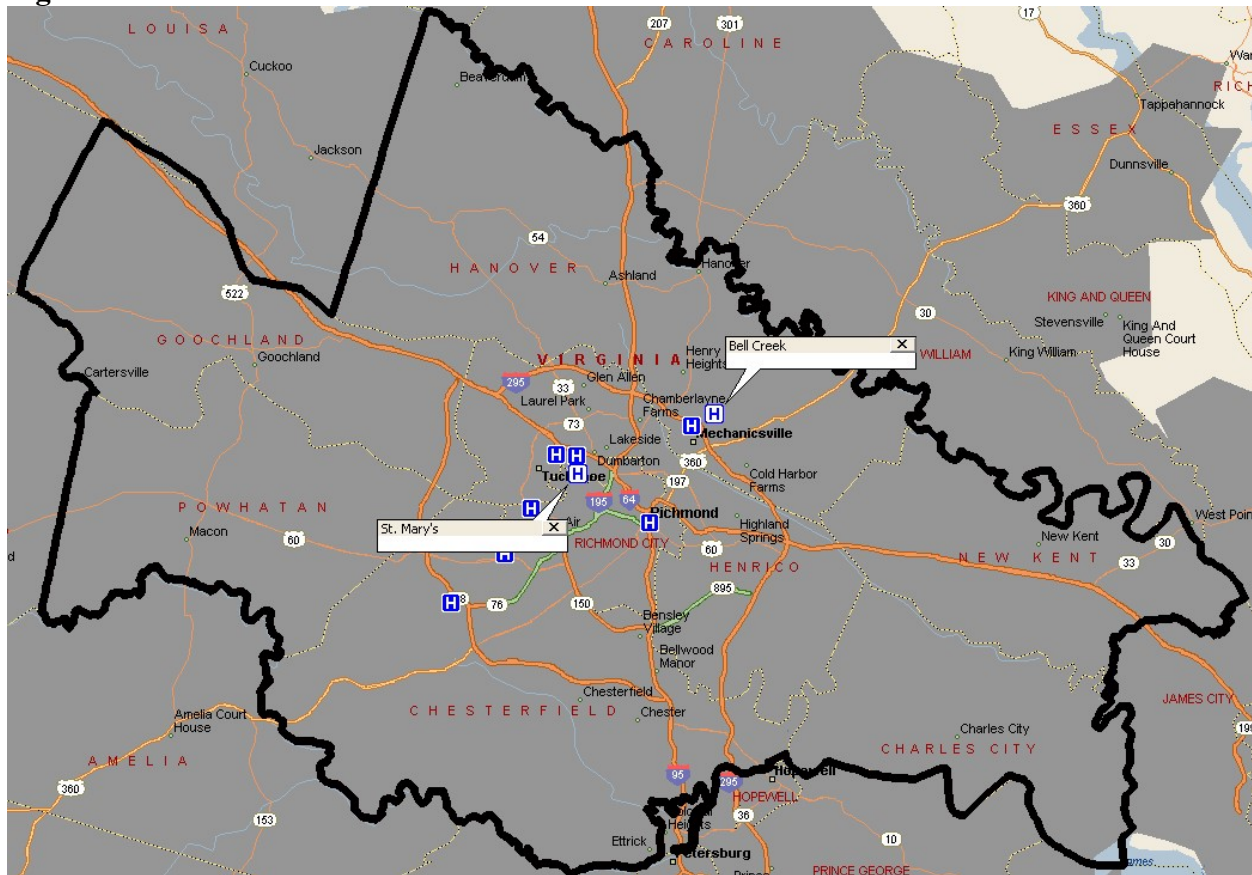 LOUISA
Cuckoo
Beaverdam
207
301
CAROLINE
17
Tappahannock
ESSEX
Dunnsville
360
Jackson
54
HANOVER
Hanover
Ashland
522
GOOCHLAND
Goochland
Cartersville
VIRGINIA
295
33
Glen Allen
Laurel Park
73
Henry
Heights
Bell Creek
WILLIAM
30
KING AND QUEEN
Stevensville
King And
Queen Court
House
King William
Chamberlayne
Farms
H
H
Mechanicsville
Lakeside
Dumbarton
360
197
Cold Harbor
Farms
H
H
H
H
St. Mary's
Air
195
64
H
Richmond
RICHMOND CITY
Highland
Springs
60
HENRICO
POWHATAN
Macon
60
H
H
76
150
895
Bensley
Village
Bellwood
Manor
New Kent
NEW KENT
30
33
West Poin
Chesterfield
CHESTERFIELD
Chester
Amelia Court
House
AMELIA
360
153
Charles City
CHARLES CITY
JAMES CITY
199
95
295
Hopewell
HOPEWELL
36
10
Heights
Ettrick
Petersburg
PRINCE GEORGE